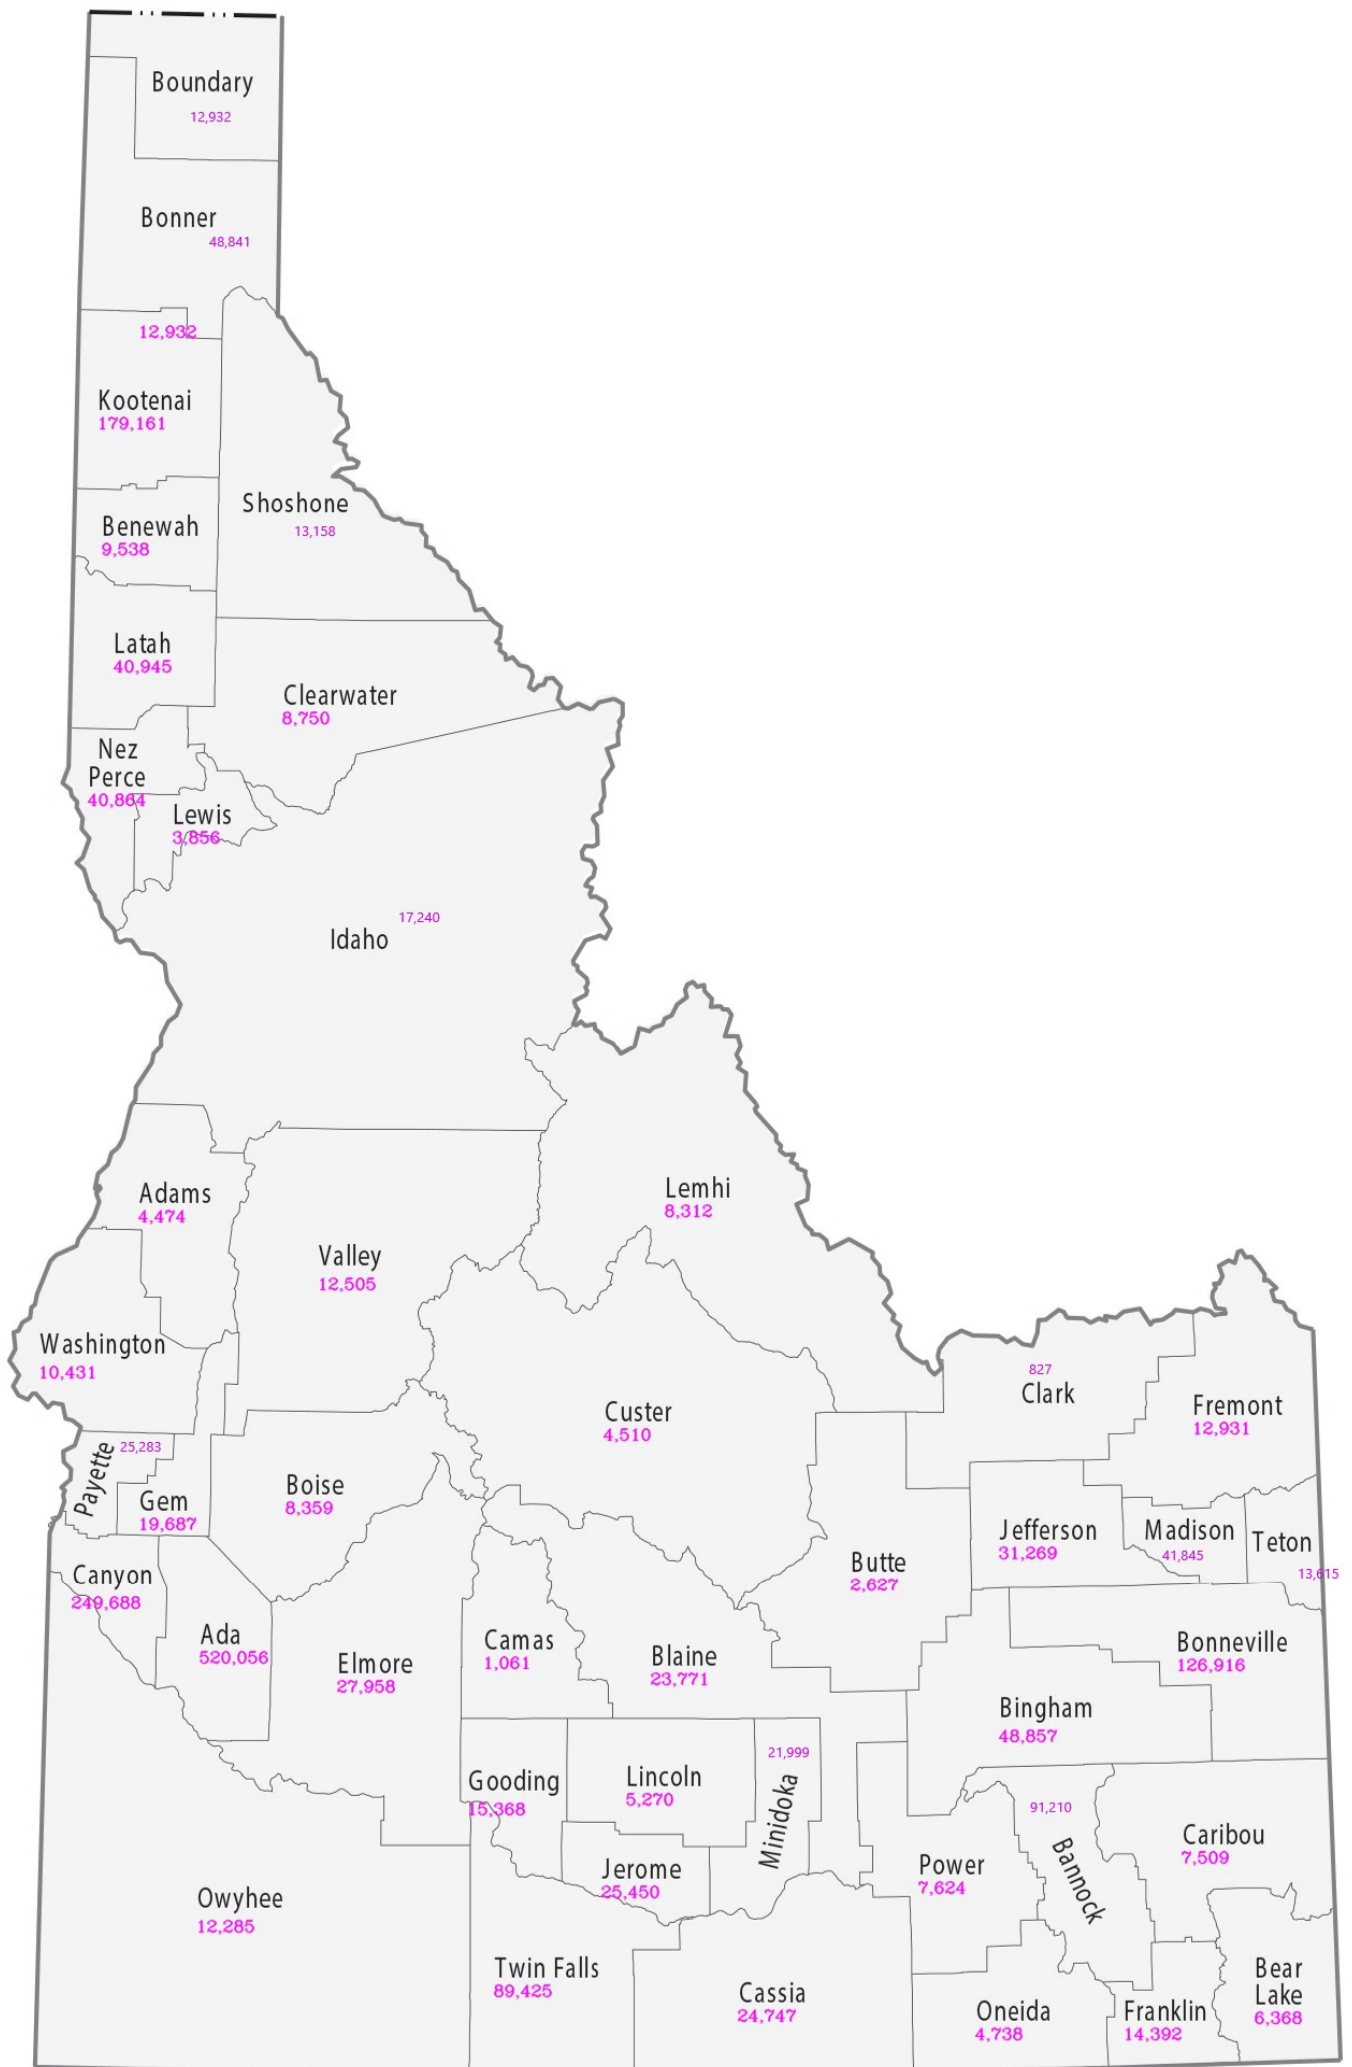 Boundary
12,932
Bonner
48,841
12,932
Kootenai
179,161
Shoshone
13,158
Benewah
9,538
Latah
40,945
Clearwater
8,750
Nez
Perce
40,864
Lewis
3,856
17,240
Idaho
Adams
4,474
Lemhi
8,312
Valley
12,505
Washington
10,431
827
Clark
Fremont
12,931
Custer
4,510
Payette
25,283
Boise
8,359
Gem
19,687
Jefferson
31,269
Madison
41,845
Teton
13,615
Butte
2,627
Canyon
249,688
Ada
520,056
Elmore
27,958
Camas
1,061
Blaine
23,771
Bonneville
126,916
Bingham
48,857
Gooding
15,368
Lincoln
5,270
21,999
Minidoka
91,210
Bannock
Caribou
7,509
Jerome
25,450
Power
7,624
Owyhee
12,285
Twin Falls
89,425
Cassia
24,747
Oneida
4,738
Franklin
14,392
Bear
Lake
6,368